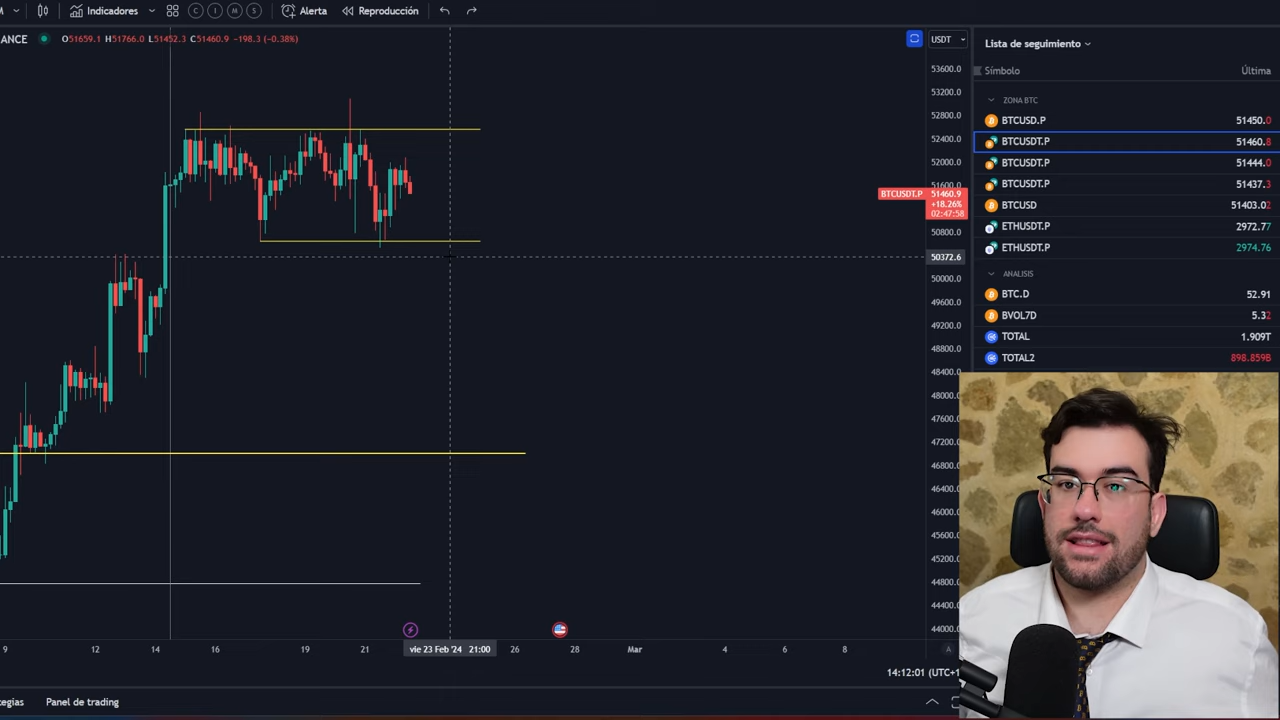 M
Indicadores
C I M S
Alerta
Reproducción
ANCE O51659.1 H51766.0 L51452.3 C51460.9 -198.3 (-0.38%)
USDT
53600.0
53200.0
52800.0
52400.0
52000.0
51600.0
BTCUSDT.P 51460.9
+18.26%
02:47:58
50800.0
50372.6
50000.0
49600.0
49200.0
48800.0
48400.0
48000.0
47600.0
47200.0
46800.0
46400.0
46000.0
45600.0
45200.0
44800.0
44400.0
44000.0
9 12 14 16 19 21 vie 23 Feb '24 21:00 26 28 Mar 4 6 8 A
14:12:01 (UTC+1
tegias Panel de trading
Lista de seguimiento
Símbolo Última
ZONA BTC
BTCUSD.P 51450.0
BTCUSDT.P 51460.8
BTCUSDT.P 51444.0
BTCUSDT.P 51437.3
BTCUSD 51403.02
ETHUSDT.P 2972.77
ETHUSDT.P 2974.76
ANALISIS
BTC.D 52.91
BVOL7D 5.32
TOTAL 1.909T
TOTAL2 898.859B